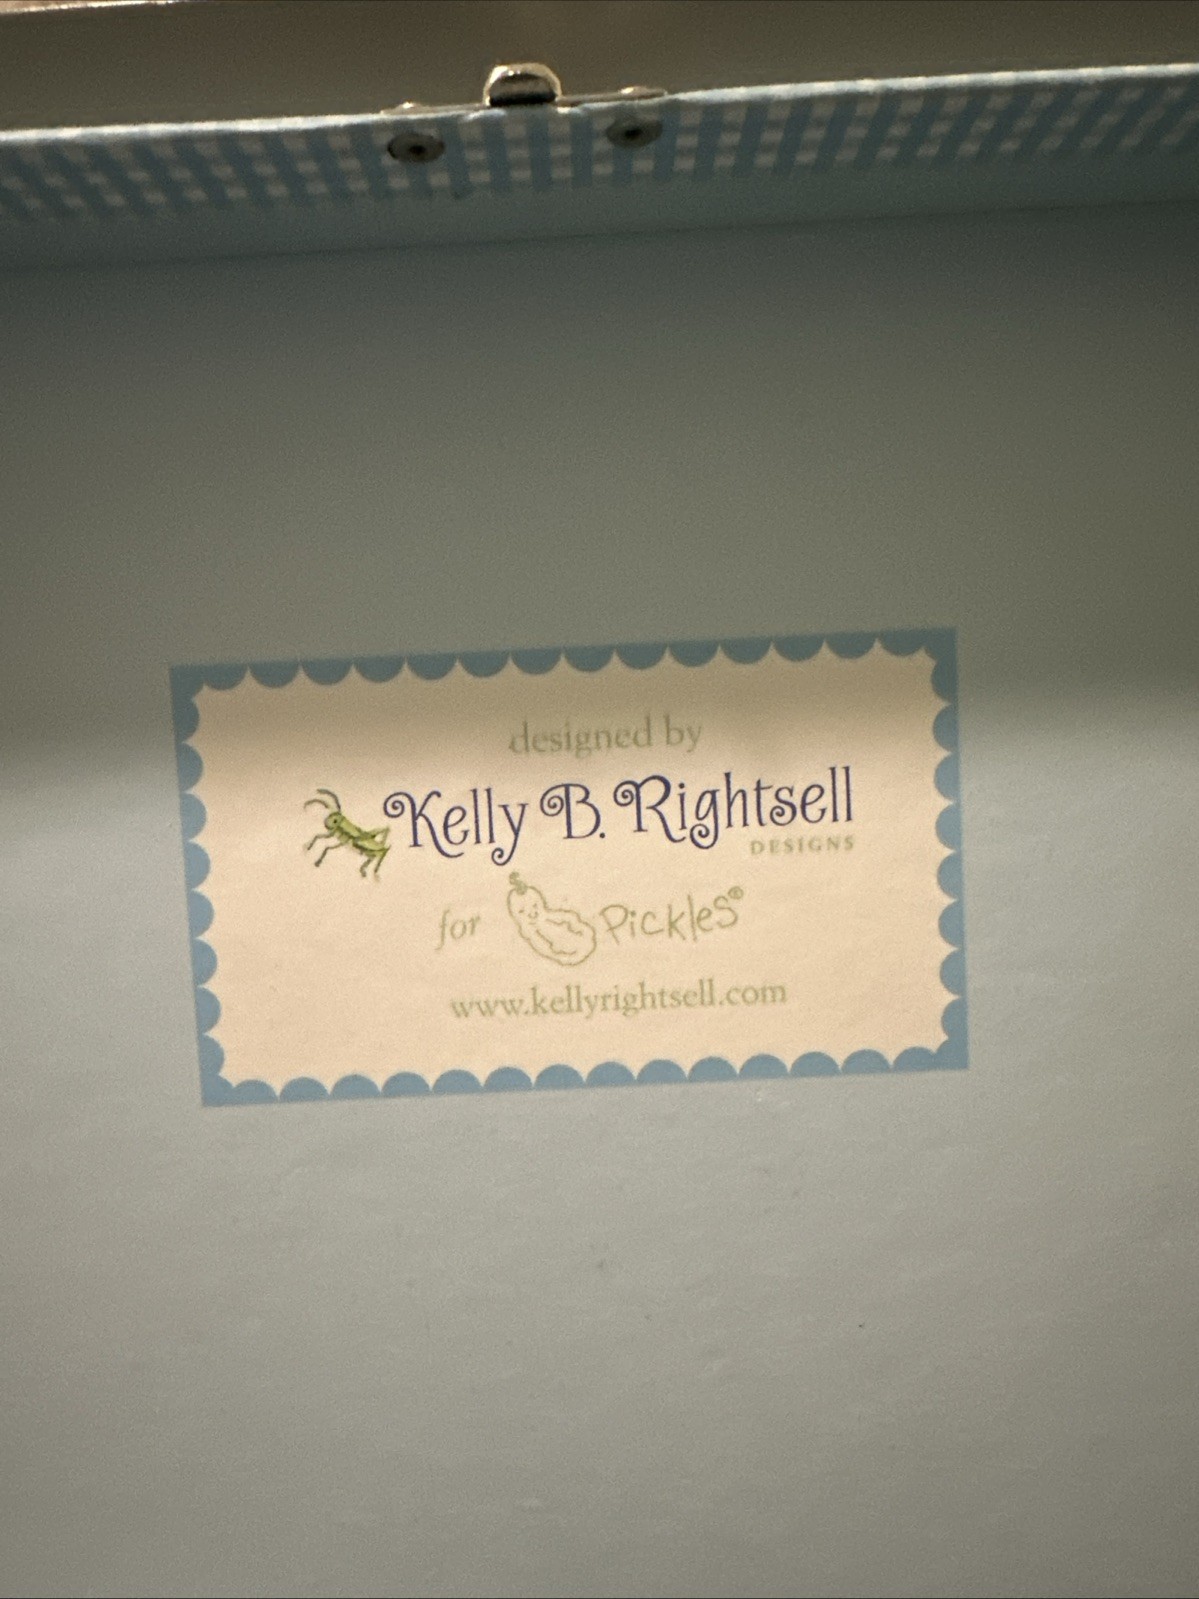 designed by
Kelly B. Rightsell
DESIGNS
for Pickles®
www.kellyrightsell.com